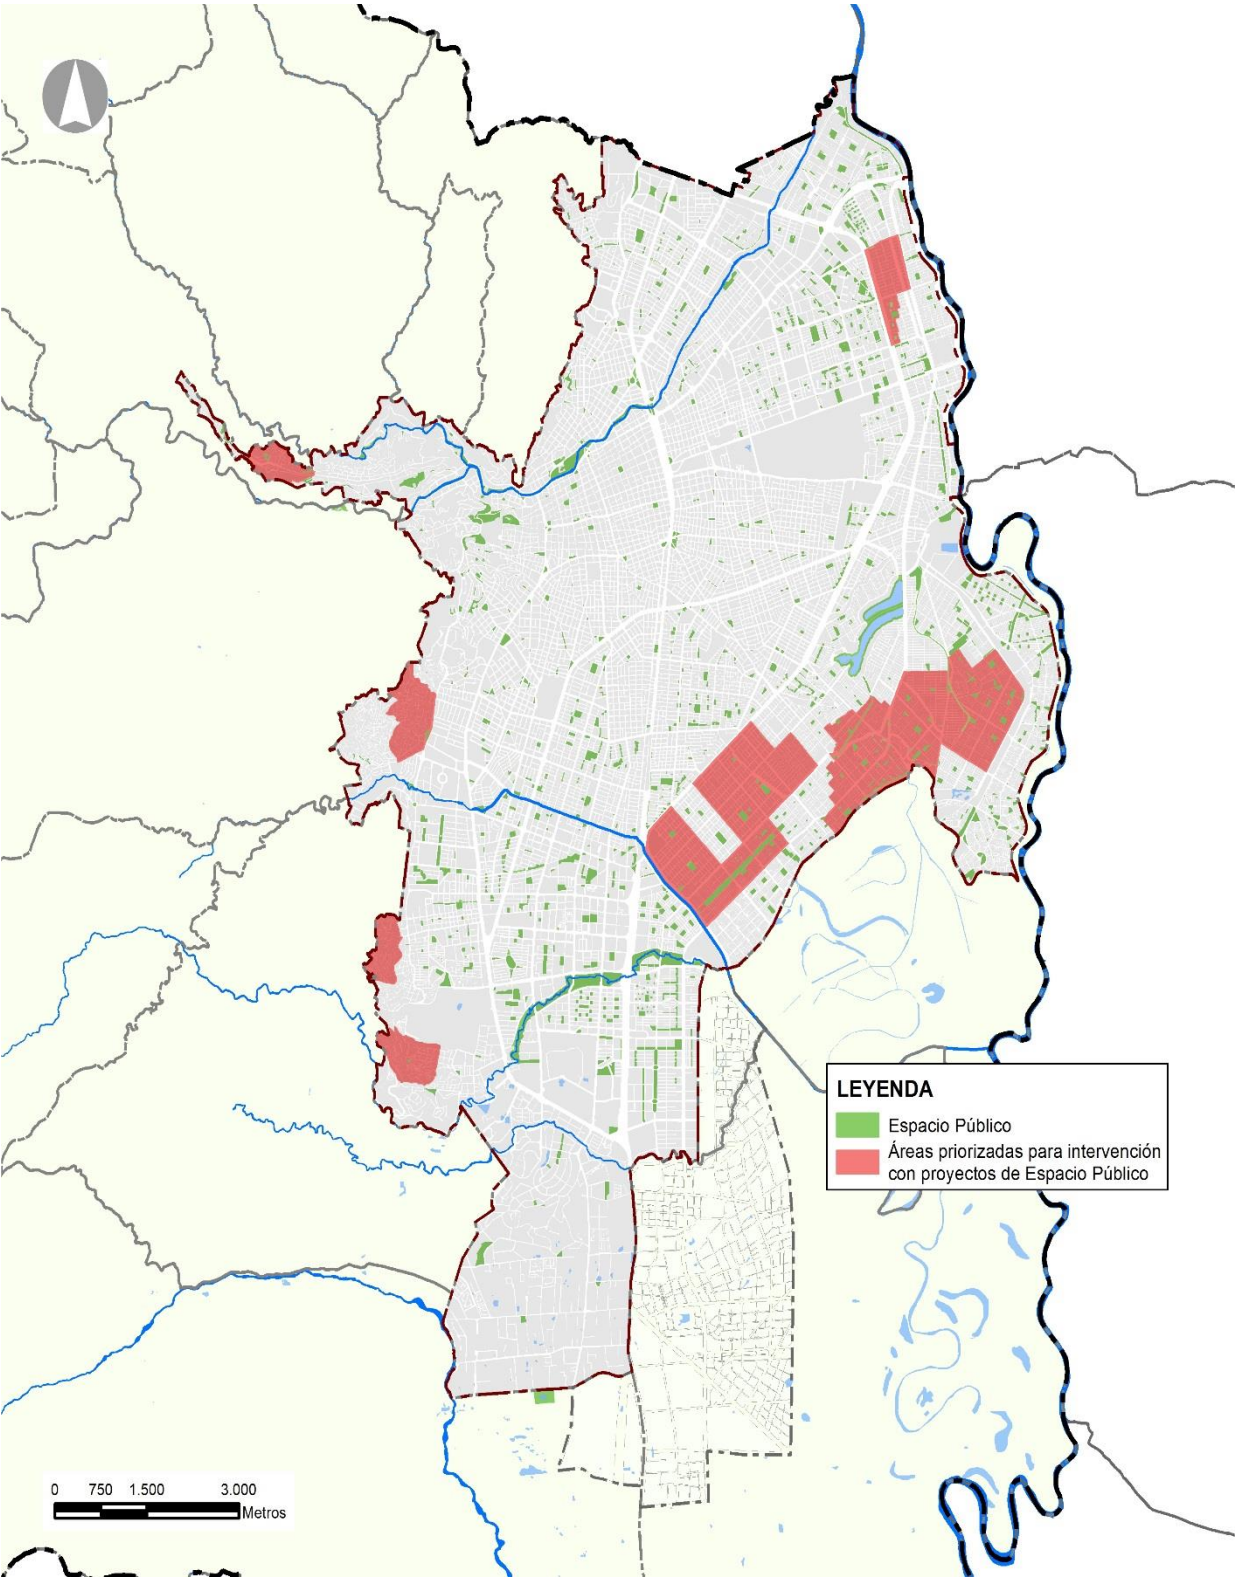 LEYENDA
Espacio Público
Áreas priorizadas para intervención
con proyectos de Espacio Público
0 750 1.500 3.000
Metros